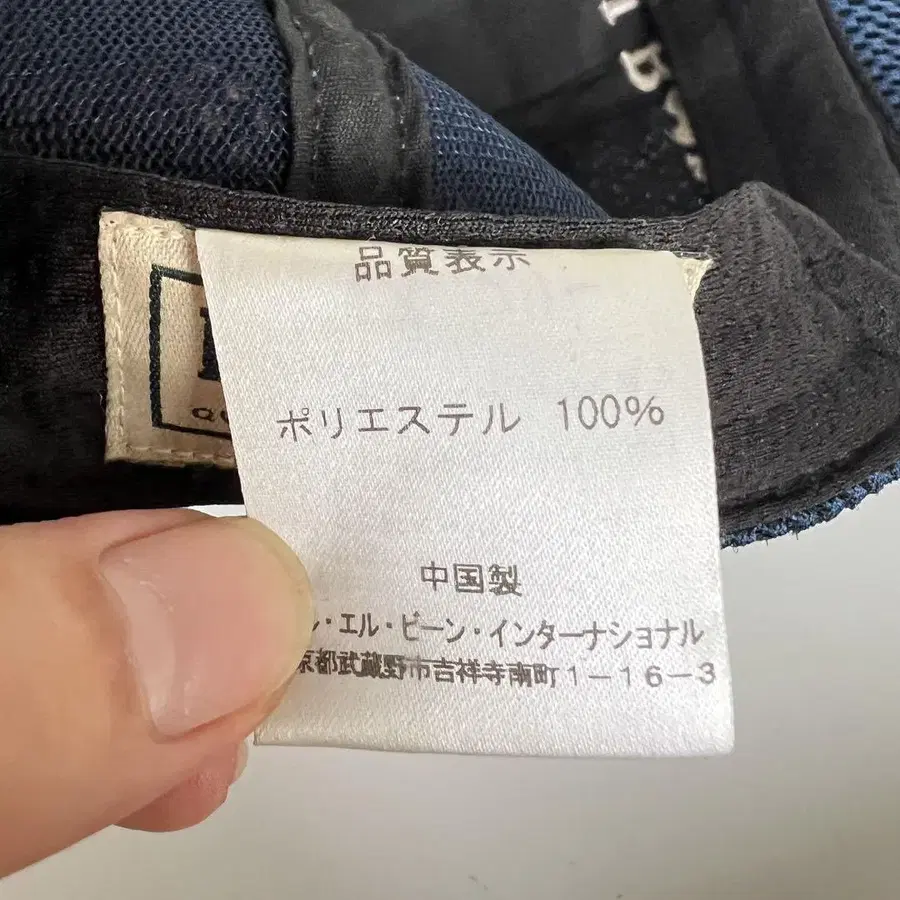 品質表示
ポリエステル 100%
中国製
ル・エル・ビーン・インターナショナル
京都武蔵野市吉祥寺南町1-16-3